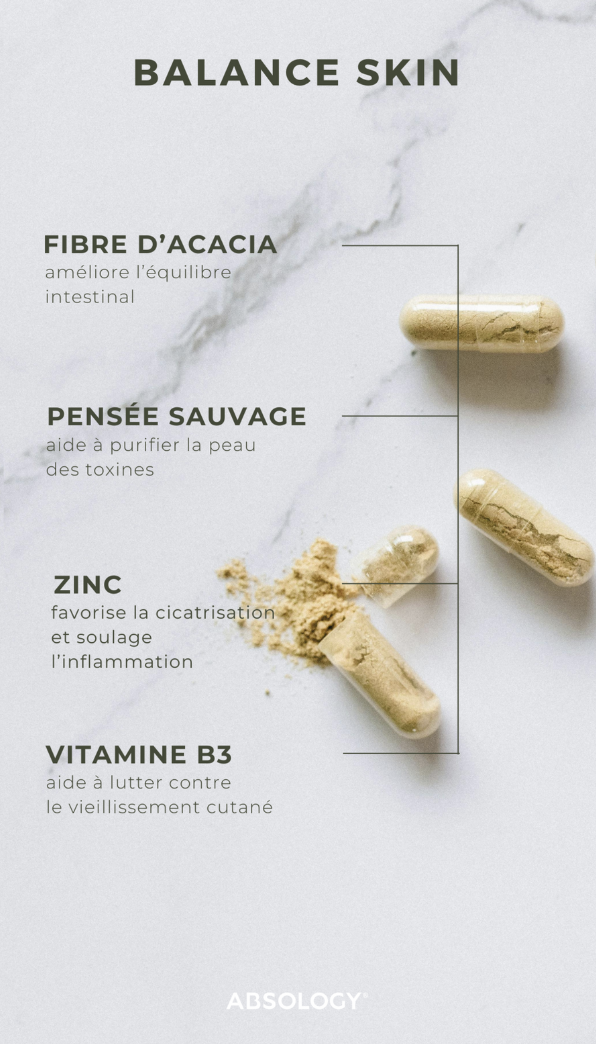 BALANCE SKIN
FIBRE D’ACACIA
améliore l’équilibre
intestinal
PENSÉE SAUVAGE
aide à purifier la peau
des toxines
ZINC
favorise la cicatrisation
et soulage
l’inflammation
VITAMINE B3
aide à lutter contre
le vieillissement cutané
ABSOLOGY®